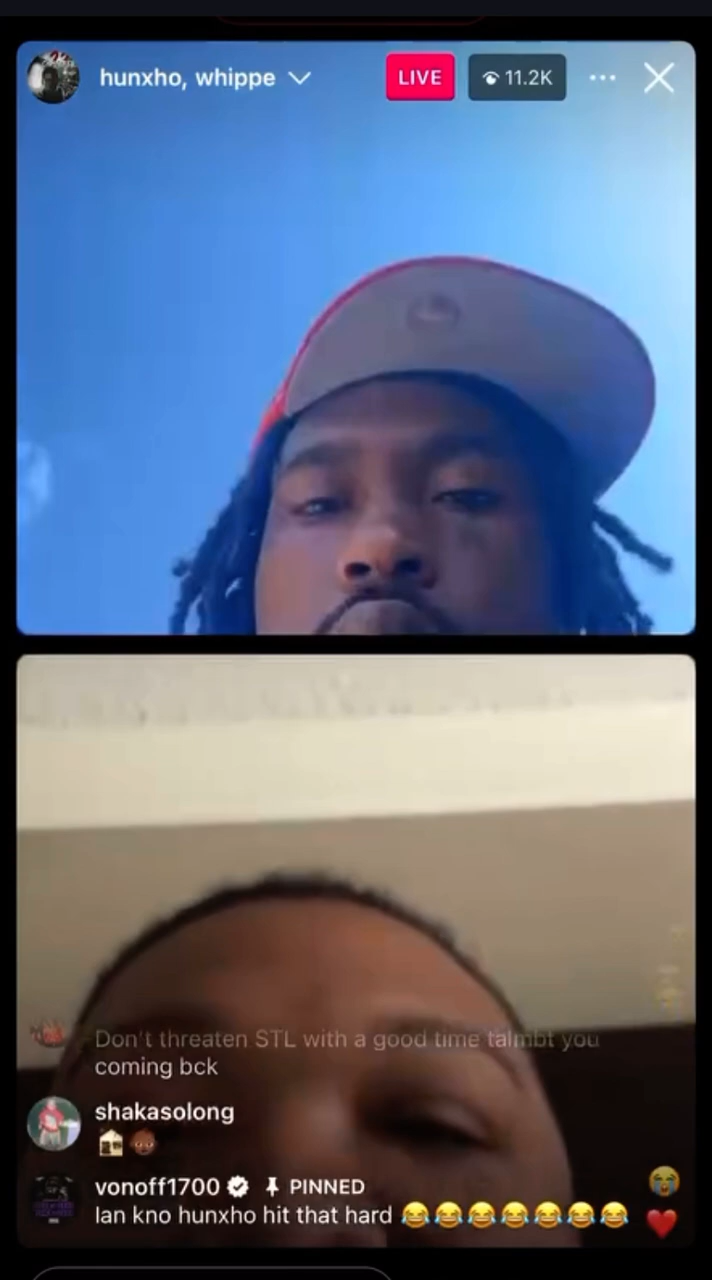 hunxho, whippe
LIVE
11.2K
Don't threaten STL with a good time talmbt you
coming bck
shakasolong
vonoff1700 PINNED
Ian kno hunxho hit that hard 😂😂😂😂😂😂😂